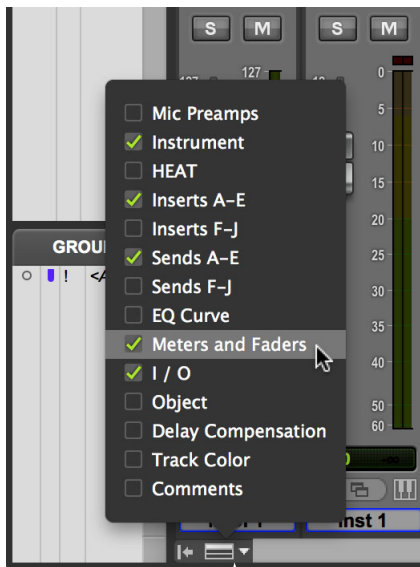 S M S M
127
0
5
10
15
20
25
30
35
40
50
60
Mic Preamps
Instrument
HEAT
Inserts A-E
Inserts F-J
Sends A-E
Sends F-J
EQ Curve
Meters and Faders
I / O
Object
Delay Compensation
Track Color
Comments
GROU
!
Inst 1